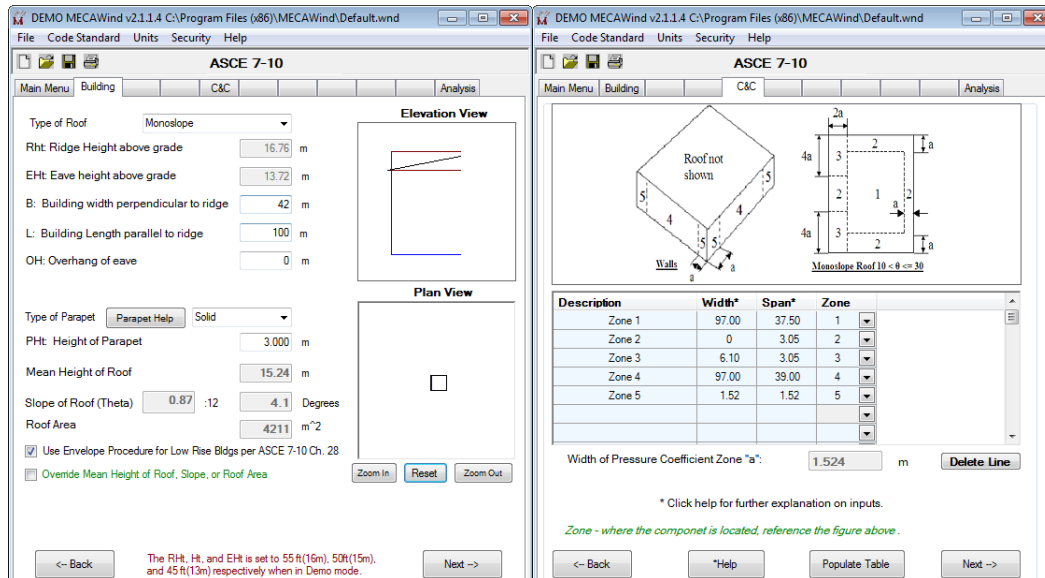 DEMO MECAWind v2.1.1.4 C:\Program Files (x86)\MECAWind\Default.wnd
File Code Standard Units Security Help
ASCE 7-10
Main Menu Building C&C Analysis
Elevation View
Type of Roof Monoslope
Rht: Ridge Height above grade 16.76 m
EHt: Eave height above grade 13.72 m
B: Building width perpendicular to ridge 42 m
L: Building Length parallel to ridge 100 m
OH: Overhang of eave 0 m
Plan View
Type of Parapet Parapet Help Solid
PHt: Height of Parapet 3.000 m
Mean Height of Roof 15.24 m
Slope of Roof (Theta) 0.87 :12 4.1 Degrees
Roof Area 4211 m^2
Use Envelope Procedure for Low Rise Bldgs per ASCE 7-10 Ch. 28
Override Mean Height of Roof, Slope, or Roof Area
Zoom In Reset Zoom Out
<-- Back
The RHt, Ht, and EHt is set to 55 ft(16m), 50ft(15m),
and 45 ft(13m) respectively when in Demo mode.
Next -->
DEMO MECAWind v2.1.1.4 C:\Program Files (x86)\MECAWind\Default.wnd
File Code Standard Units Security Help
ASCE 7-10
Main Menu Building C&C Analysis
Roof not
shown
5 4 5 5 4 5
Walls
a a
2a
4a 3 2 a
2 1 2
a
4a 3 2 a
Monoslope Roof 10 < θ <= 30
Description Width* Span* Zone
Zone 1 97.00 37.50 1
Zone 2 0 3.05 2
Zone 3 6.10 3.05 3
Zone 4 97.00 39.00 4
Zone 5 1.52 1.52 5
Width of Pressure Coefficient Zone "a": 1.524 m Delete Line
* Click help for further explanation on inputs.
Zone - where the componet is located, reference the figure above .
<-- Back *Help Populate Table Next -->